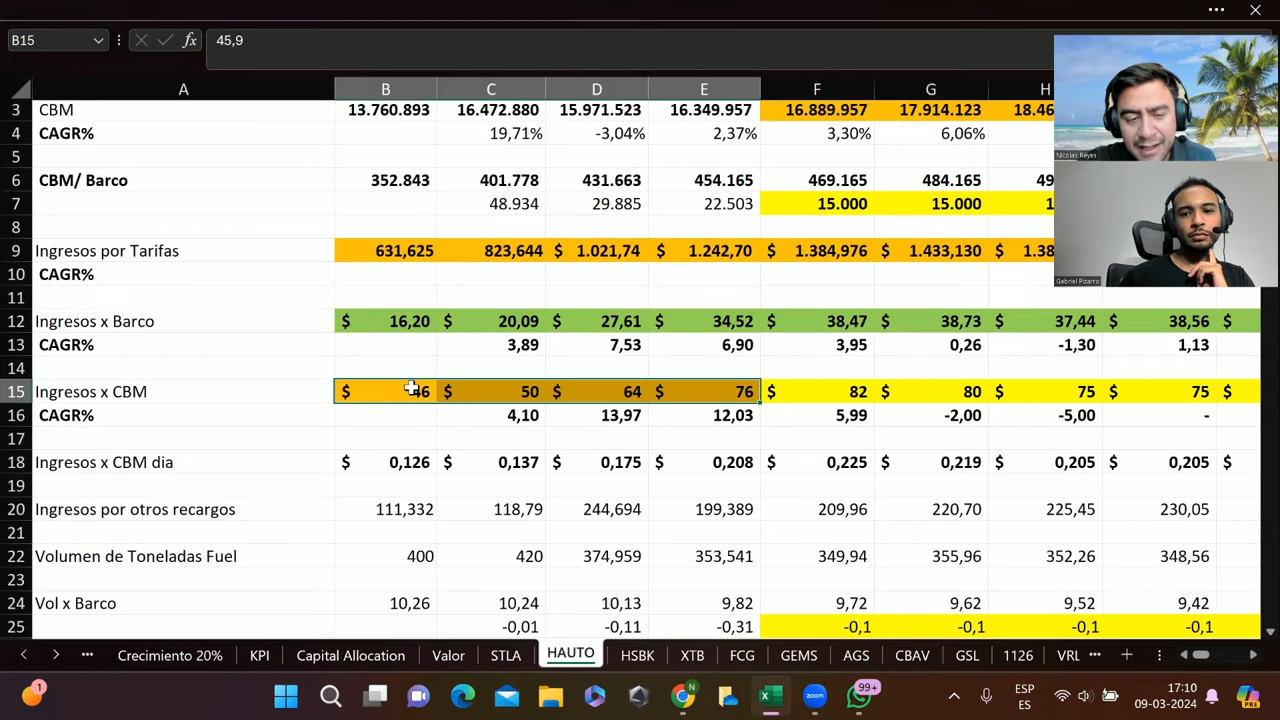 B15 fx 45,9
A B C D E F G H
3 CBM 13.760.893 16.472.880 15.971.523 16.349.957 16.889.957 17.914.123 18.46
4 CAGR% 19,71% -3,04% 2,37% 3,30% 6,06%
5
6 CBM/ Barco 352.843 401.778 431.663 454.165 469.165 484.165 49
7 48.934 29.885 22.503 15.000 15.000 1
8
9 Ingresos por Tarifas 631,625 823,644 $ 1.021,74 $ 1.242,70 $ 1.384,976 $ 1.433,130 $ 1.38
10 CAGR%
11
12 Ingresos x Barco $ 16,20 $ 20,09 $ 27,61 $ 34,52 $ 38,47 $ 38,73 $ 37,44 $ 38,56 $
13 CAGR% 3,89 7,53 6,90 3,95 0,26 -1,30 1,13
14
15 Ingresos x CBM $ 46 $ 50 $ 64 $ 76 $ 82 $ 80 $ 75 $ 75 $
16 CAGR% 4,10 13,97 12,03 5,99 -2,00 -5,00 -
17
18 Ingresos x CBM dia $ 0,126 $ 0,137 $ 0,175 $ 0,208 $ 0,225 $ 0,219 $ 0,205 $ 0,205 $
19
20 Ingresos por otros recargos 111,332 118,79 244,694 199,389 209,96 220,70 225,45 230,05
21
22 Volumen de Toneladas Fuel 400 420 374,959 353,541 349,94 355,96 352,26 348,56
23
24 Vol x Barco 10,26 10,24 10,13 9,82 9,72 9,62 9,52 9,42
25 -0,01 -0,11 -0,31 -0,1 -0,1 -0,1 -0,1
Nicolas Reyes
Gabriel Pizarro
Crecimiento 20% KPI Capital Allocation Valor STLA HAUTO HSBK XTB FCG GEMS AGS CBAV GSL 1126 VRL
1 N zoom 99+ ESP 17:10
ES 09-03-2024 PRE